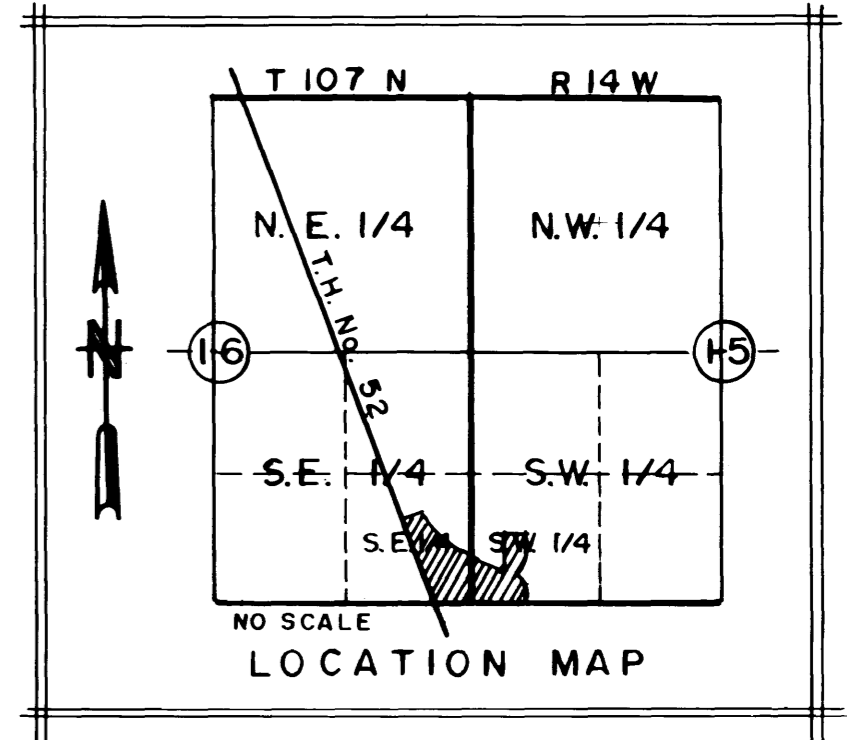 T 107 N R 14 W
N. E. 1/4 N.W. 1/4
T.H. No. 52
N
16 15
S.E. 1/4 S.W. 1/4
S.E. 1/4 S.W. 1/4
NO SCALE
LOCATION MAP